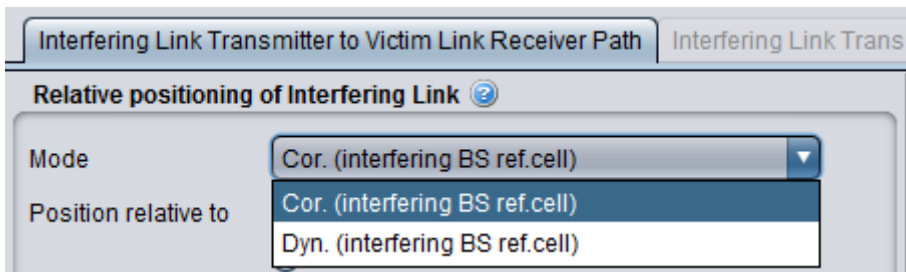 Interfering Link Transmitter to Victim Link Receiver Path
Interfering Link Trans
Relative positioning of Interfering Link
Mode
Cor. (interfering BS ref.cell)
Position relative to
Cor. (interfering BS ref.cell)
Dyn. (interfering BS ref.cell)